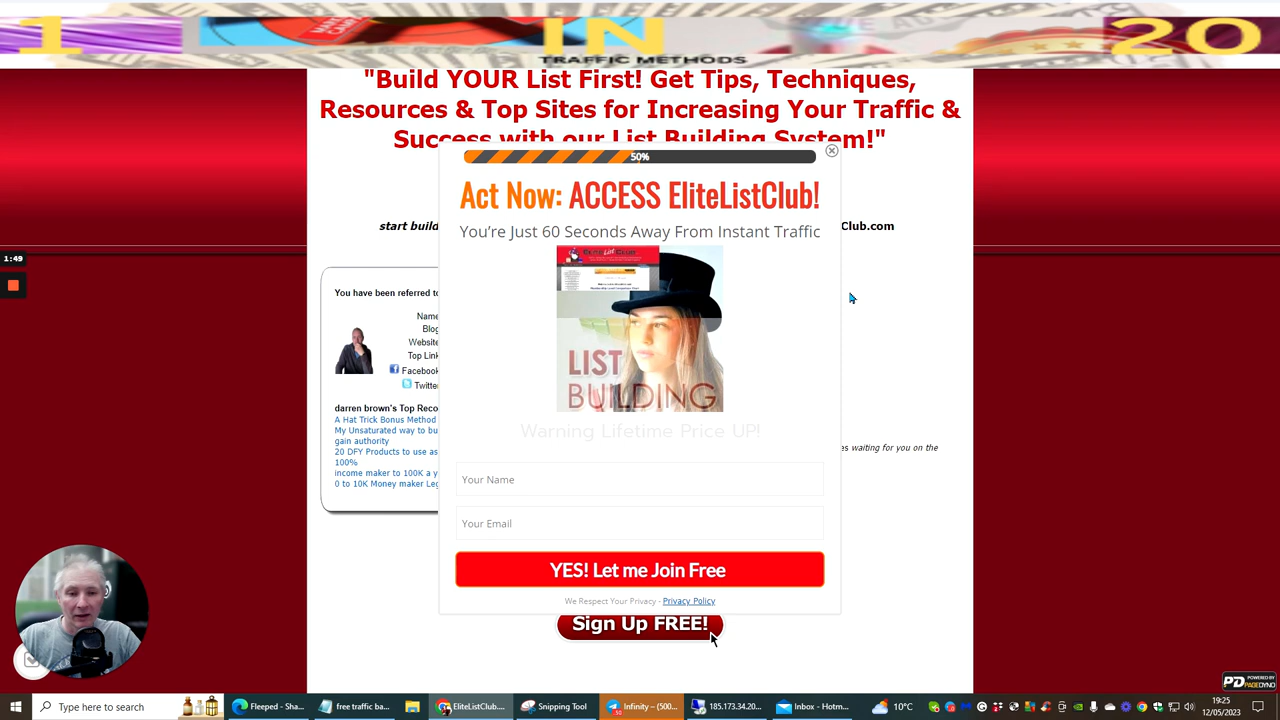 1 IN 20
TRAFFIC METHODS
"Build YOUR List First! Get Tips, Techniques,
Resources & Top Sites for Increasing Your Traffic &
Success with our List Building System!"
50%
Act Now: ACCESS EliteListClub!
start build
Club.com
You're Just 60 Seconds Away From Instant Traffic
1:49
You have been referred to
Name
Blog
Website
Top Link
Facebook
Twitter
LIST
BUILDING
darren brown's Top Reco
A Hat Trick Bonus Method
My Unsaturated way to bu
gain authority
20 DFY Products to use as
100%
income maker to 100K a y
0 to 10K Money maker Leg
Warning Lifetime Price UP!
es waiting for you on the
Your Name
Your Email
YES! Let me Join Free
We Respect Your Privacy - Privacy Policy
Sign Up FREE!
PD POWERED BY
PAGEDYNO
Type here to search
Fleeped - Sha...
free traffic ba...
EliteListClub....
Snipping Tool
Infinity – (500...
185.173.34.20...
Inbox - Hotm...
10°C
19:25
12/05/2023